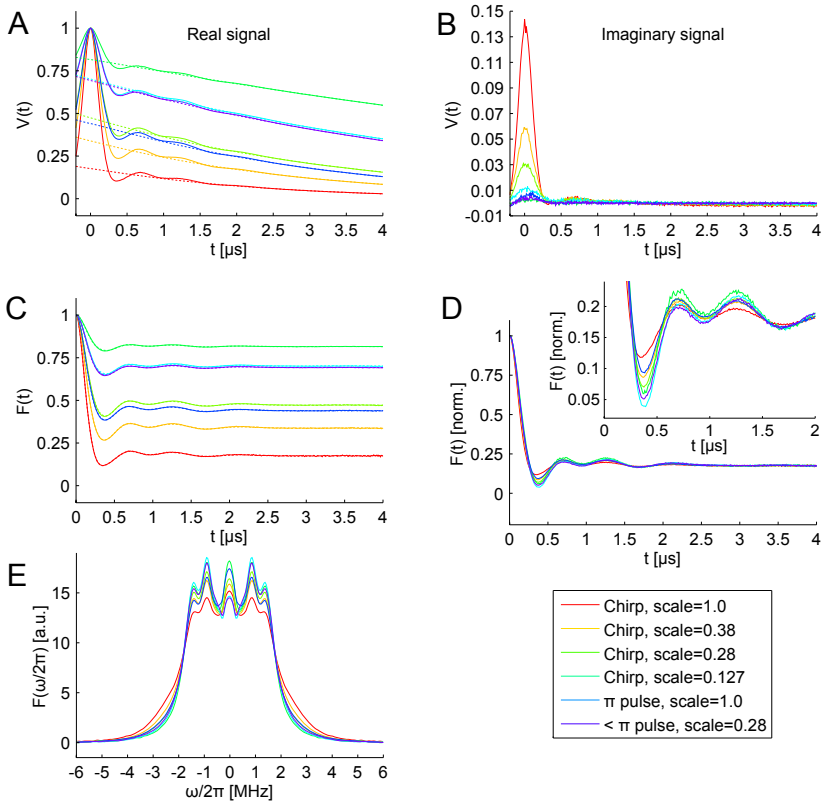 A
Real signal
V(t)
1
0.75
0.5
0.25
0
0 0.5 1 1.5 2 2.5 3 3.5 4
t [µs]
B
Imaginary signal
V(t)
0.15
0.13
0.11
0.09
0.07
0.05
0.03
0.01
-0.01
0 0.5 1 1.5 2 2.5 3 3.5 4
t [µs]
C
F(t)
1
0.75
0.5
0.25
0
0 0.5 1 1.5 2 2.5 3 3.5 4
t [µs]
D
F(t) [norm.]
1
0.75
0.5
0.25
0
0 0.5 1 1.5 2 2.5 3 3.5 4
t [µs]
F(t) [norm.]
0.2
0.15
0.1
0.05
0 0.5 1 1.5 2
t [µs]
E
F(ω/2π) [a.u.]
15
10
5
0
-6 -5 -4 -3 -2 -1 0 1 2 3 4 5 6
ω/2π [MHz]
Chirp, scale=1.0
Chirp, scale=0.38
Chirp, scale=0.28
Chirp, scale=0.127
π pulse, scale=1.0
< π pulse, scale=0.28